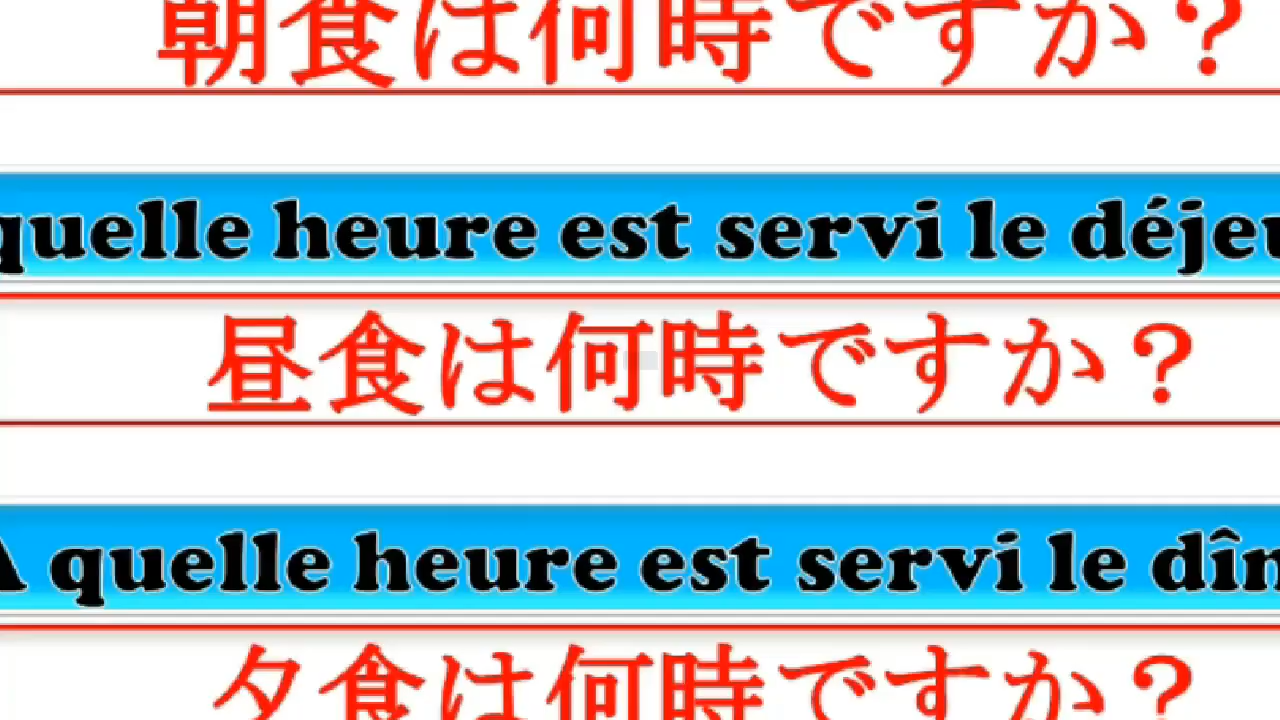 朝食は何時ですか？
quelle heure est servi le déjeu
昼食は何時ですか？
A quelle heure est servi le dîn
夕食は何時ですか？